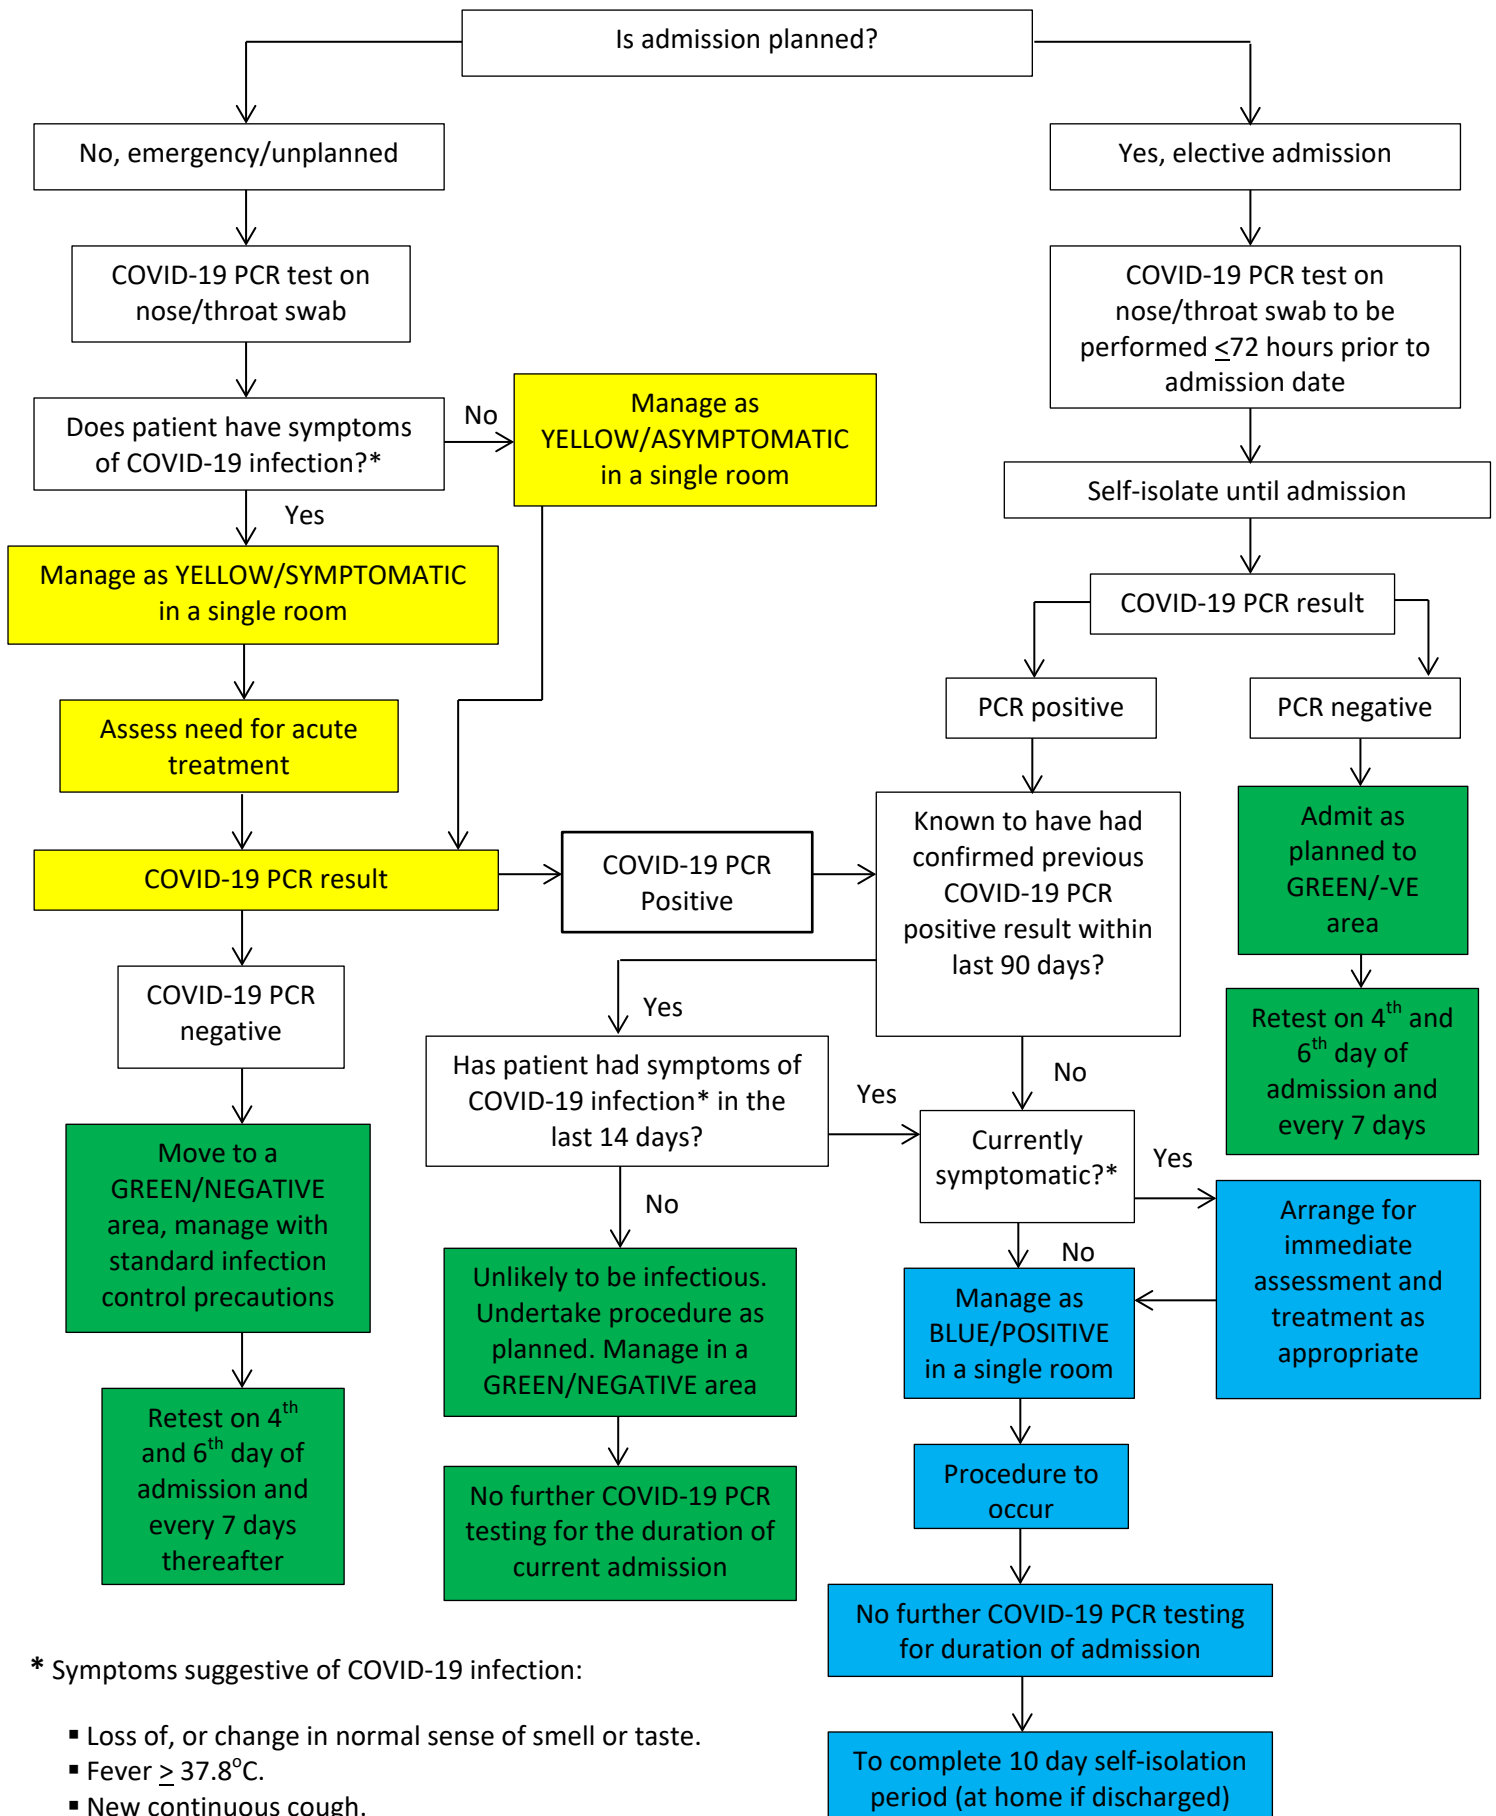 Is admission planned?
No, emergency/unplanned
Yes, elective admission
COVID-19 PCR test on
nose/throat swab
COVID-19 PCR test on
nose/throat swab to be
performed <72 hours prior to
admission date
Does patient have symptoms
of COVID-19 infection?*
No
Manage as
YELLOW/ASYMPTOMATIC
in a single room
Self-isolate until admission
Yes
Manage as YELLOW/SYMPTOMATIC
in a single room
COVID-19 PCR result
Assess need for acute
treatment
PCR positive
PCR negative
COVID-19 PCR result
COVID-19 PCR
Positive
Known to have had
confirmed previous
COVID-19 PCR
positive result within
last 90 days?
Admit as
planned to
GREEN/-VE
area
COVID-19 PCR
negative
Yes
No
Retest on 4th and
6th day of
admission and
every 7 days
Has patient had symptoms of
COVID-19 infection* in the
last 14 days?
Yes
Currently
symptomatic?*
Yes
Move to a
GREEN/NEGATIVE
area, manage with
standard infection
control precautions
No
No
Arrange for
immediate
assessment and
treatment as
appropriate
Unlikely to be infectious.
Undertake procedure as
planned. Manage in a
GREEN/NEGATIVE area
Manage as
BLUE/POSITIVE
in a single room
Retest on 4th
and 6th day of
admission and
every 7 days
thereafter
No further COVID-19 PCR
testing for the duration of
current admission
Procedure to
occur
No further COVID-19 PCR testing
for duration of admission
To complete 10 day self-isolation
period (at home if discharged)
* Symptoms suggestive of COVID-19 infection:
▪ Loss of, or change in normal sense of smell or taste.
▪ Fever > 37.8oC.
▪ New continuous cough.